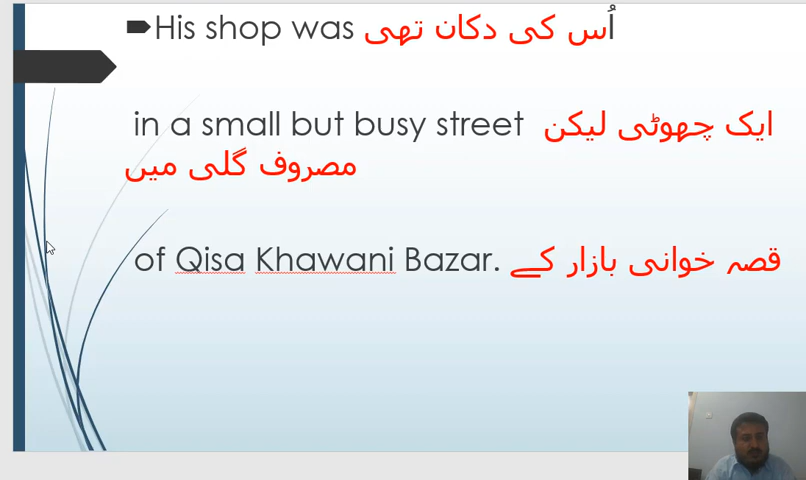 His shop was اُس کی دکان تھی
in a small but busy street ایک چھوٹی لیکن
مصروف گلی میں
of Qisa Khawani Bazar. قصہ خوانی بازار کے